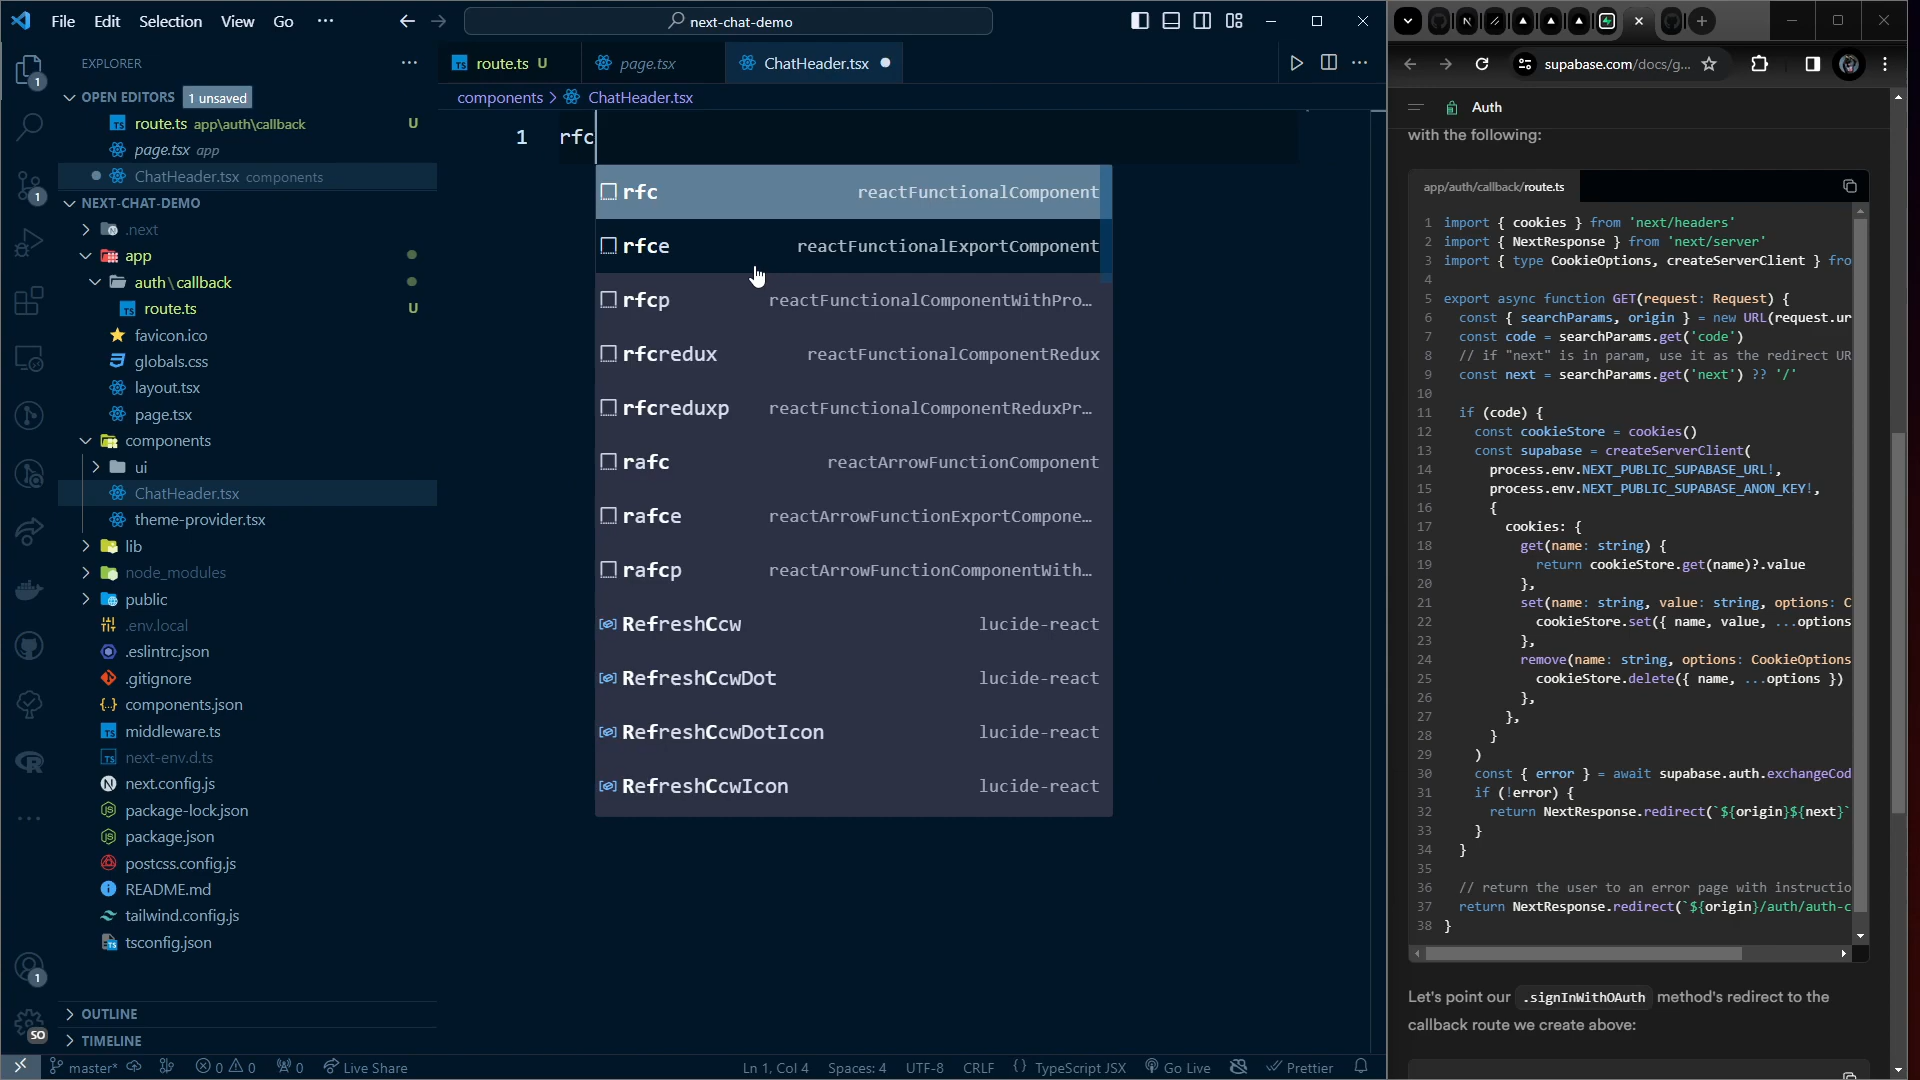 File Edit Selection View Go ...
next-chat-demo
EXPLORER
OPEN EDITORS 1 unsaved
route.ts app\auth\callback U
page.tsx app
ChatHeader.tsx components
NEXT-CHAT-DEMO
.next
app
auth\callback
route.ts U
favicon.ico
globals.css
layout.tsx
page.tsx
components
ui
ChatHeader.tsx
theme-provider.tsx
lib
node_modules
public
.env.local
.eslintrc.json
.gitignore
components.json
middleware.ts
next-env.d.ts
next.config.js
package-lock.json
package.json
postcss.config.js
README.md
tailwind.config.js
tsconfig.json
OUTLINE
TIMELINE
route.ts U
page.tsx
ChatHeader.tsx
components > ChatHeader.tsx
1 rfc
rfc reactFunctionalComponent
rfce reactFunctionalExportComponent
rfcp reactFunctionalComponentWithPro...
rfcredux reactFunctionalComponentRedux
rfcreduxp reactFunctionalComponentReduxPr...
rafc reactArrowFunctionComponent
rafce reactArrowFunctionExportCompone...
rafcp reactArrowFunctionComponentWith...
RefreshCcw lucide-react
RefreshCcwDot lucide-react
RefreshCcwDotIcon lucide-react
RefreshCcwIcon lucide-react
master* 0 0 0 Live Share
Ln 1, Col 4 Spaces: 4 UTF-8 CRLF {} TypeScript JSX Go Live Prettier
supabase.com/docs/g...
Auth
with the following:
app/auth/callback/route.ts
1 import { cookies } from 'next/headers'
2 import { NextResponse } from 'next/server'
3 import { type CookieOptions, createServerClient } fro
4
5 export async function GET(request: Request) {
6 const { searchParams, origin } = new URL(request.ur
7 const code = searchParams.get('code')
8 // if "next" is in param, use it as the redirect UR
9 const next = searchParams.get('next') ?? '/'
10
11 if (code) {
12 const cookieStore = cookies()
13 const supabase = createServerClient(
14 process.env.NEXT_PUBLIC_SUPABASE_URL!,
15 process.env.NEXT_PUBLIC_SUPABASE_ANON_KEY!,
16 {
17 cookies: {
18 get(name: string) {
19 return cookieStore.get(name)?.value
20 },
21 set(name: string, value: string, options: C
22 cookieStore.set({ name, value, ...options
23 },
24 remove(name: string, options: CookieOptions
25 cookieStore.delete({ name, ...options })
26 },
27 },
28 }
29 )
30 const { error } = await supabase.auth.exchangeCod
31 if (!error) {
32 return NextResponse.redirect(`${origin}${next}`
33 }
34 }
35
36 // return the user to an error page with instructio
37 return NextResponse.redirect(`${origin}/auth/auth-c
38 }
Let's point our .signInWithOAuth method's redirect to the
callback route we create above: